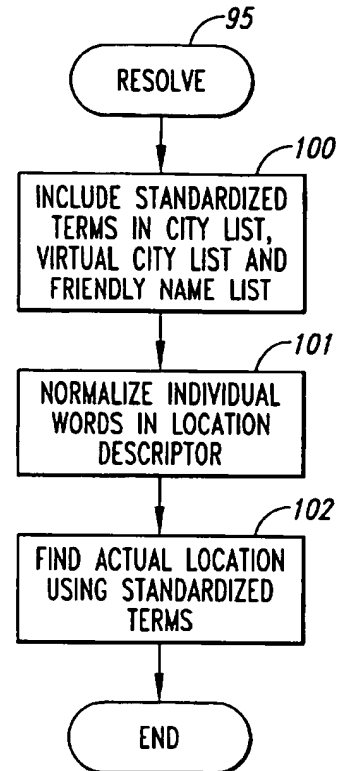 95
RESOLVE
100
INCLUDE STANDARDIZED
TERMS IN CITY LIST,
VIRTUAL CITY LIST AND
FRIENDLY NAME LIST
101
NORMALIZE INDIVIDUAL
WORDS IN LOCATION
DESCRIPTOR
102
FIND ACTUAL LOCATION
USING STANDARDIZED
TERMS
END